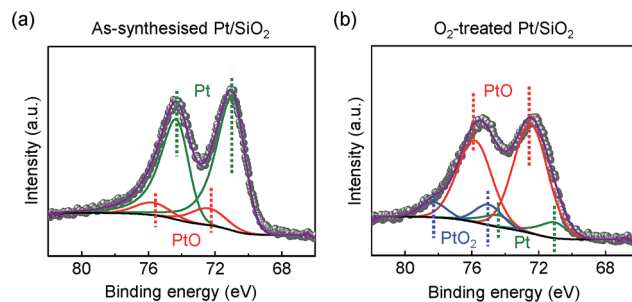 (a)
As-synthesised Pt/SiO₂
Pt
PtO
Intensity (a.u.)
80 76 72 68
Binding energy (eV)
(b)
O₂-treated Pt/SiO₂
PtO
PtO₂
Pt
Intensity (a.u.)
80 76 72 68
Binding energy (eV)